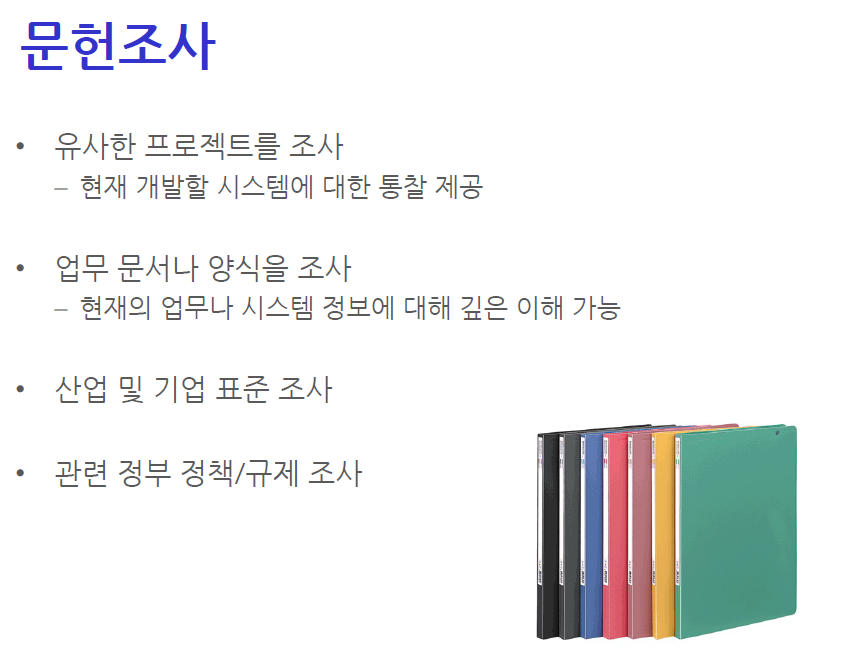 문헌조사
• 유사한 프로젝트를 조사
– 현재 개발할 시스템에 대한 통찰 제공
• 업무 문서나 양식을 조사
– 현재의 업무나 시스템 정보에 대해 깊은 이해 가능
• 산업 및 기업 표준 조사
• 관련 정부 정책/규제 조사